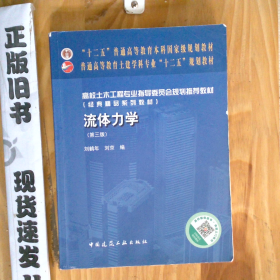 正版旧书
现货速发
"十二五"普通高等教育本科国家级规划教材
普通高等教育土建学科专业"十二五"规划教材
高校土木工程专业指导委员会规划推荐教材
(经典精品系列教材)
流体力学
(第三版)
刘鹤年 刘京 编
中国建筑工业出版社